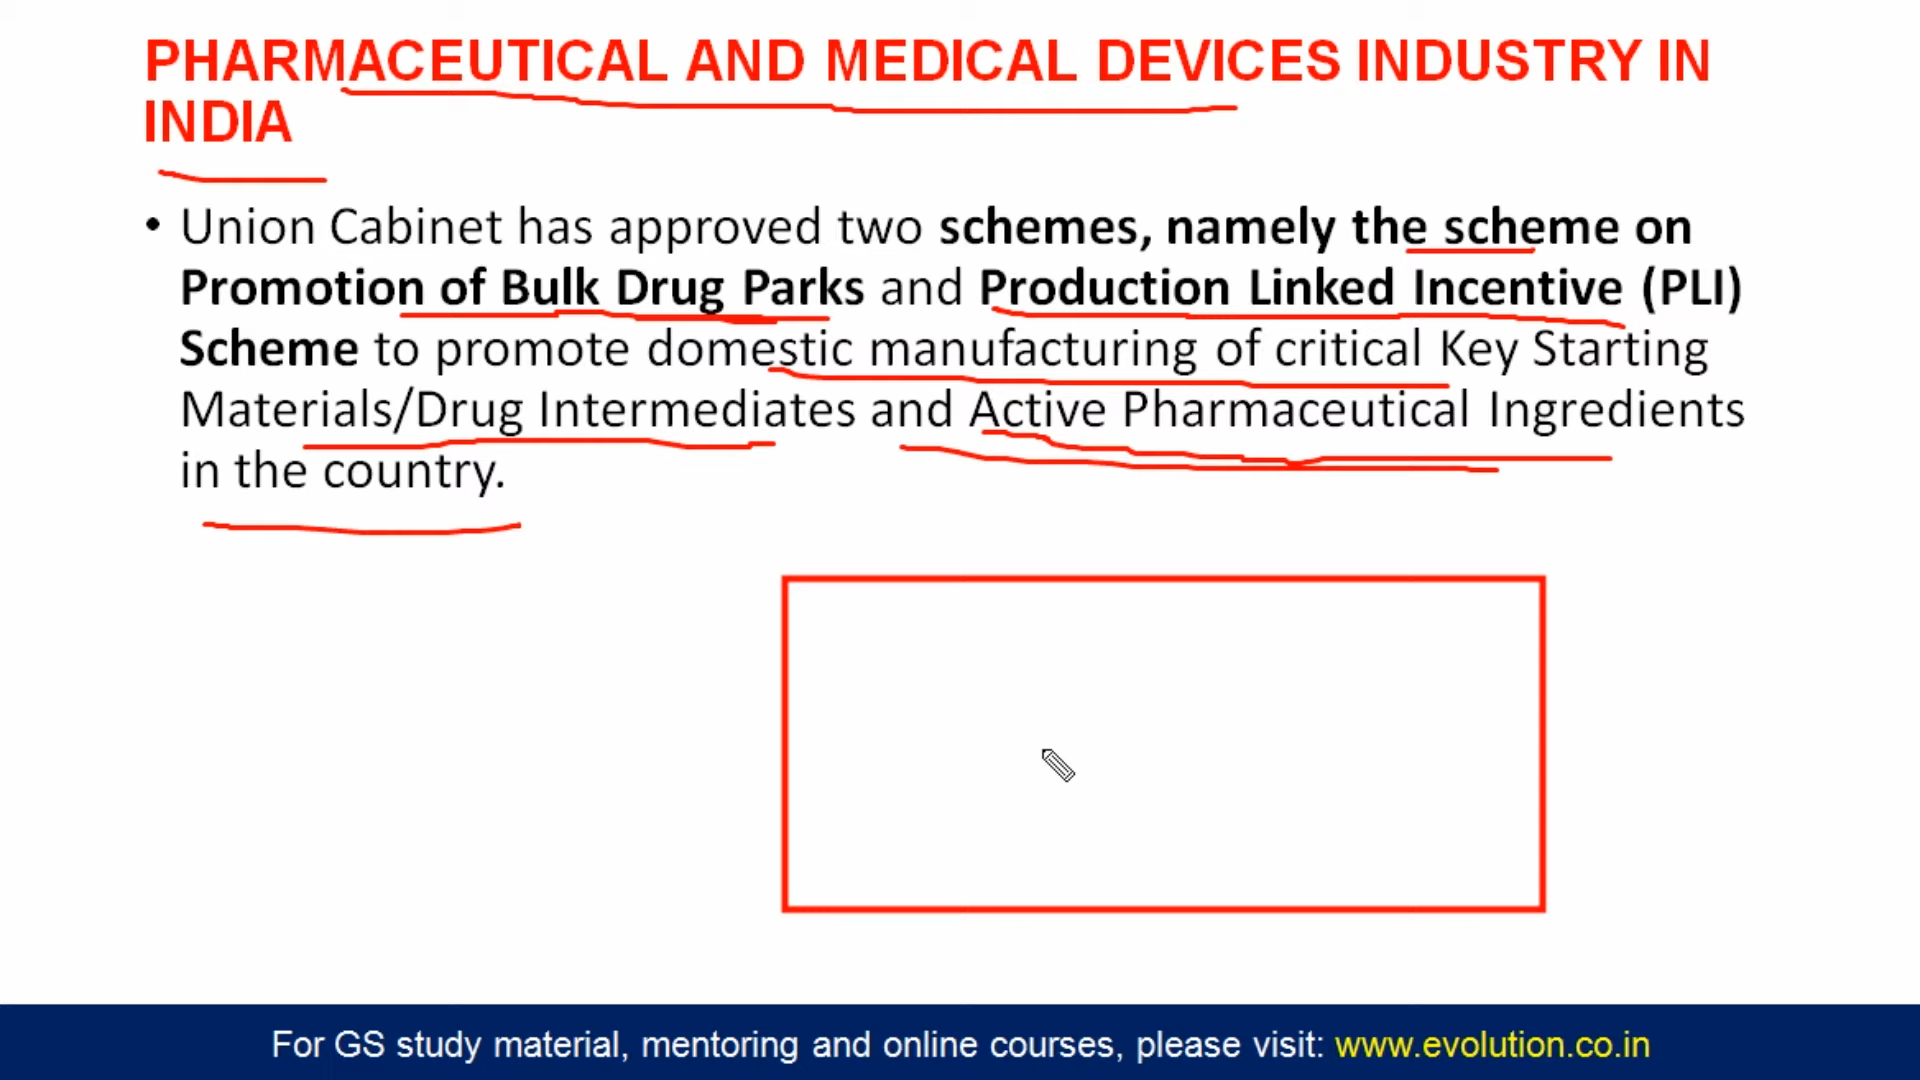 PHARMACEUTICAL AND MEDICAL DEVICES INDUSTRY IN
INDIA
• Union Cabinet has approved two schemes, namely the scheme on
Promotion of Bulk Drug Parks and Production Linked Incentive (PLI)
Scheme to promote domestic manufacturing of critical Key Starting
Materials/Drug Intermediates and Active Pharmaceutical Ingredients
in the country.
For GS study material, mentoring and online courses, please visit: www.evolution.co.in